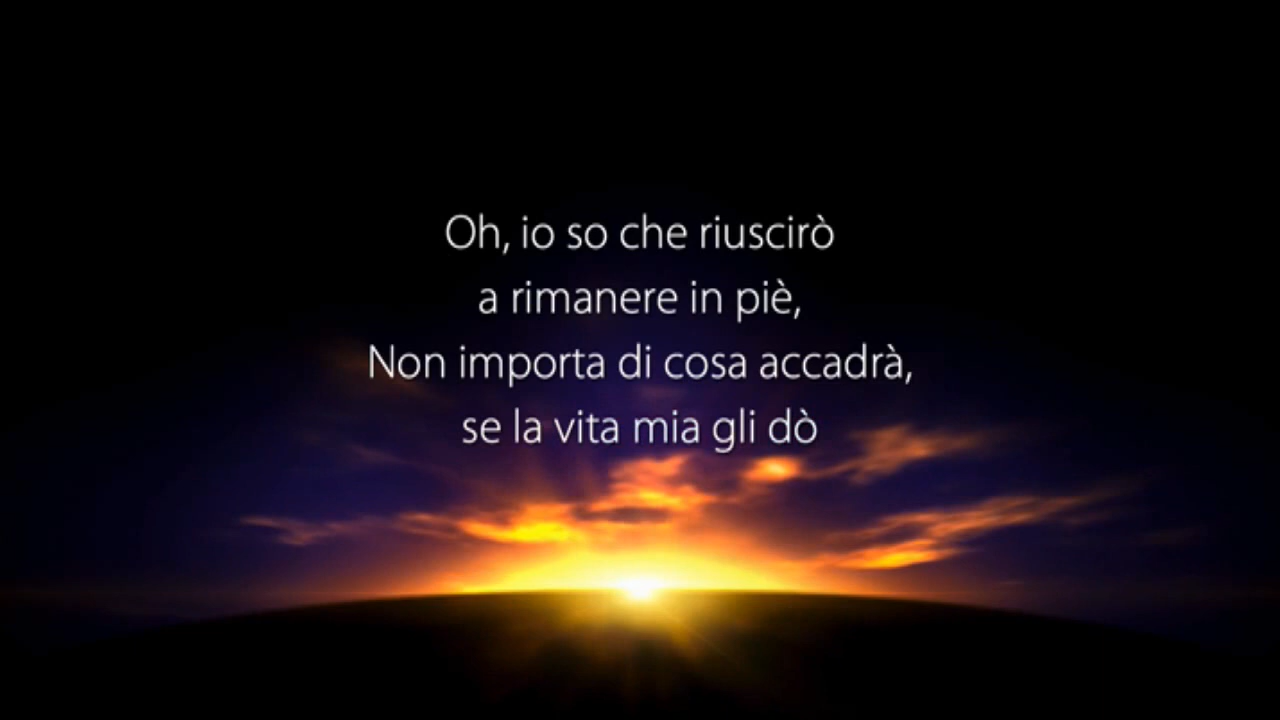 Oh, io so che riuscirò
a rimanere in piè,
Non importa di cosa accadrà,
se la vita mia gli dò